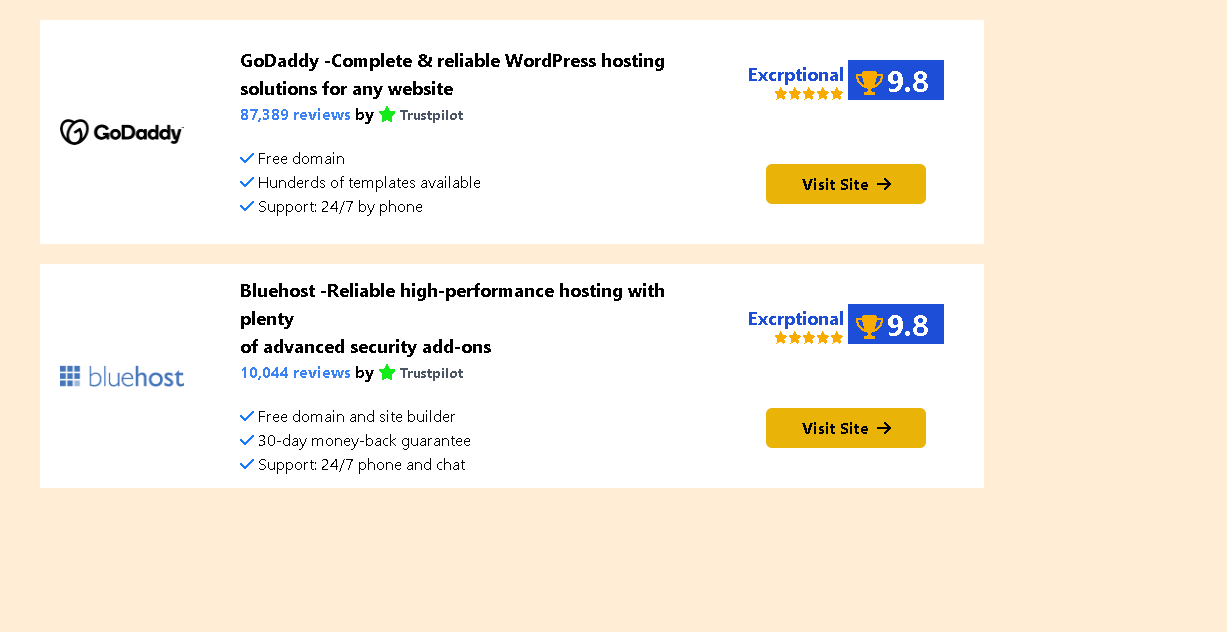 GoDaddy
GoDaddy -Complete & reliable WordPress hosting
solutions for any website
87,389 reviews by Trustpilot
Free domain
Hunderds of templates available
Support: 24/7 by phone
Excrptional
9.8
Visit Site
bluehost
Bluehost -Reliable high-performance hosting with
plenty
of advanced security add-ons
10,044 reviews by Trustpilot
Free domain and site builder
30-day money-back guarantee
Support: 24/7 phone and chat
Excrptional
9.8
Visit Site